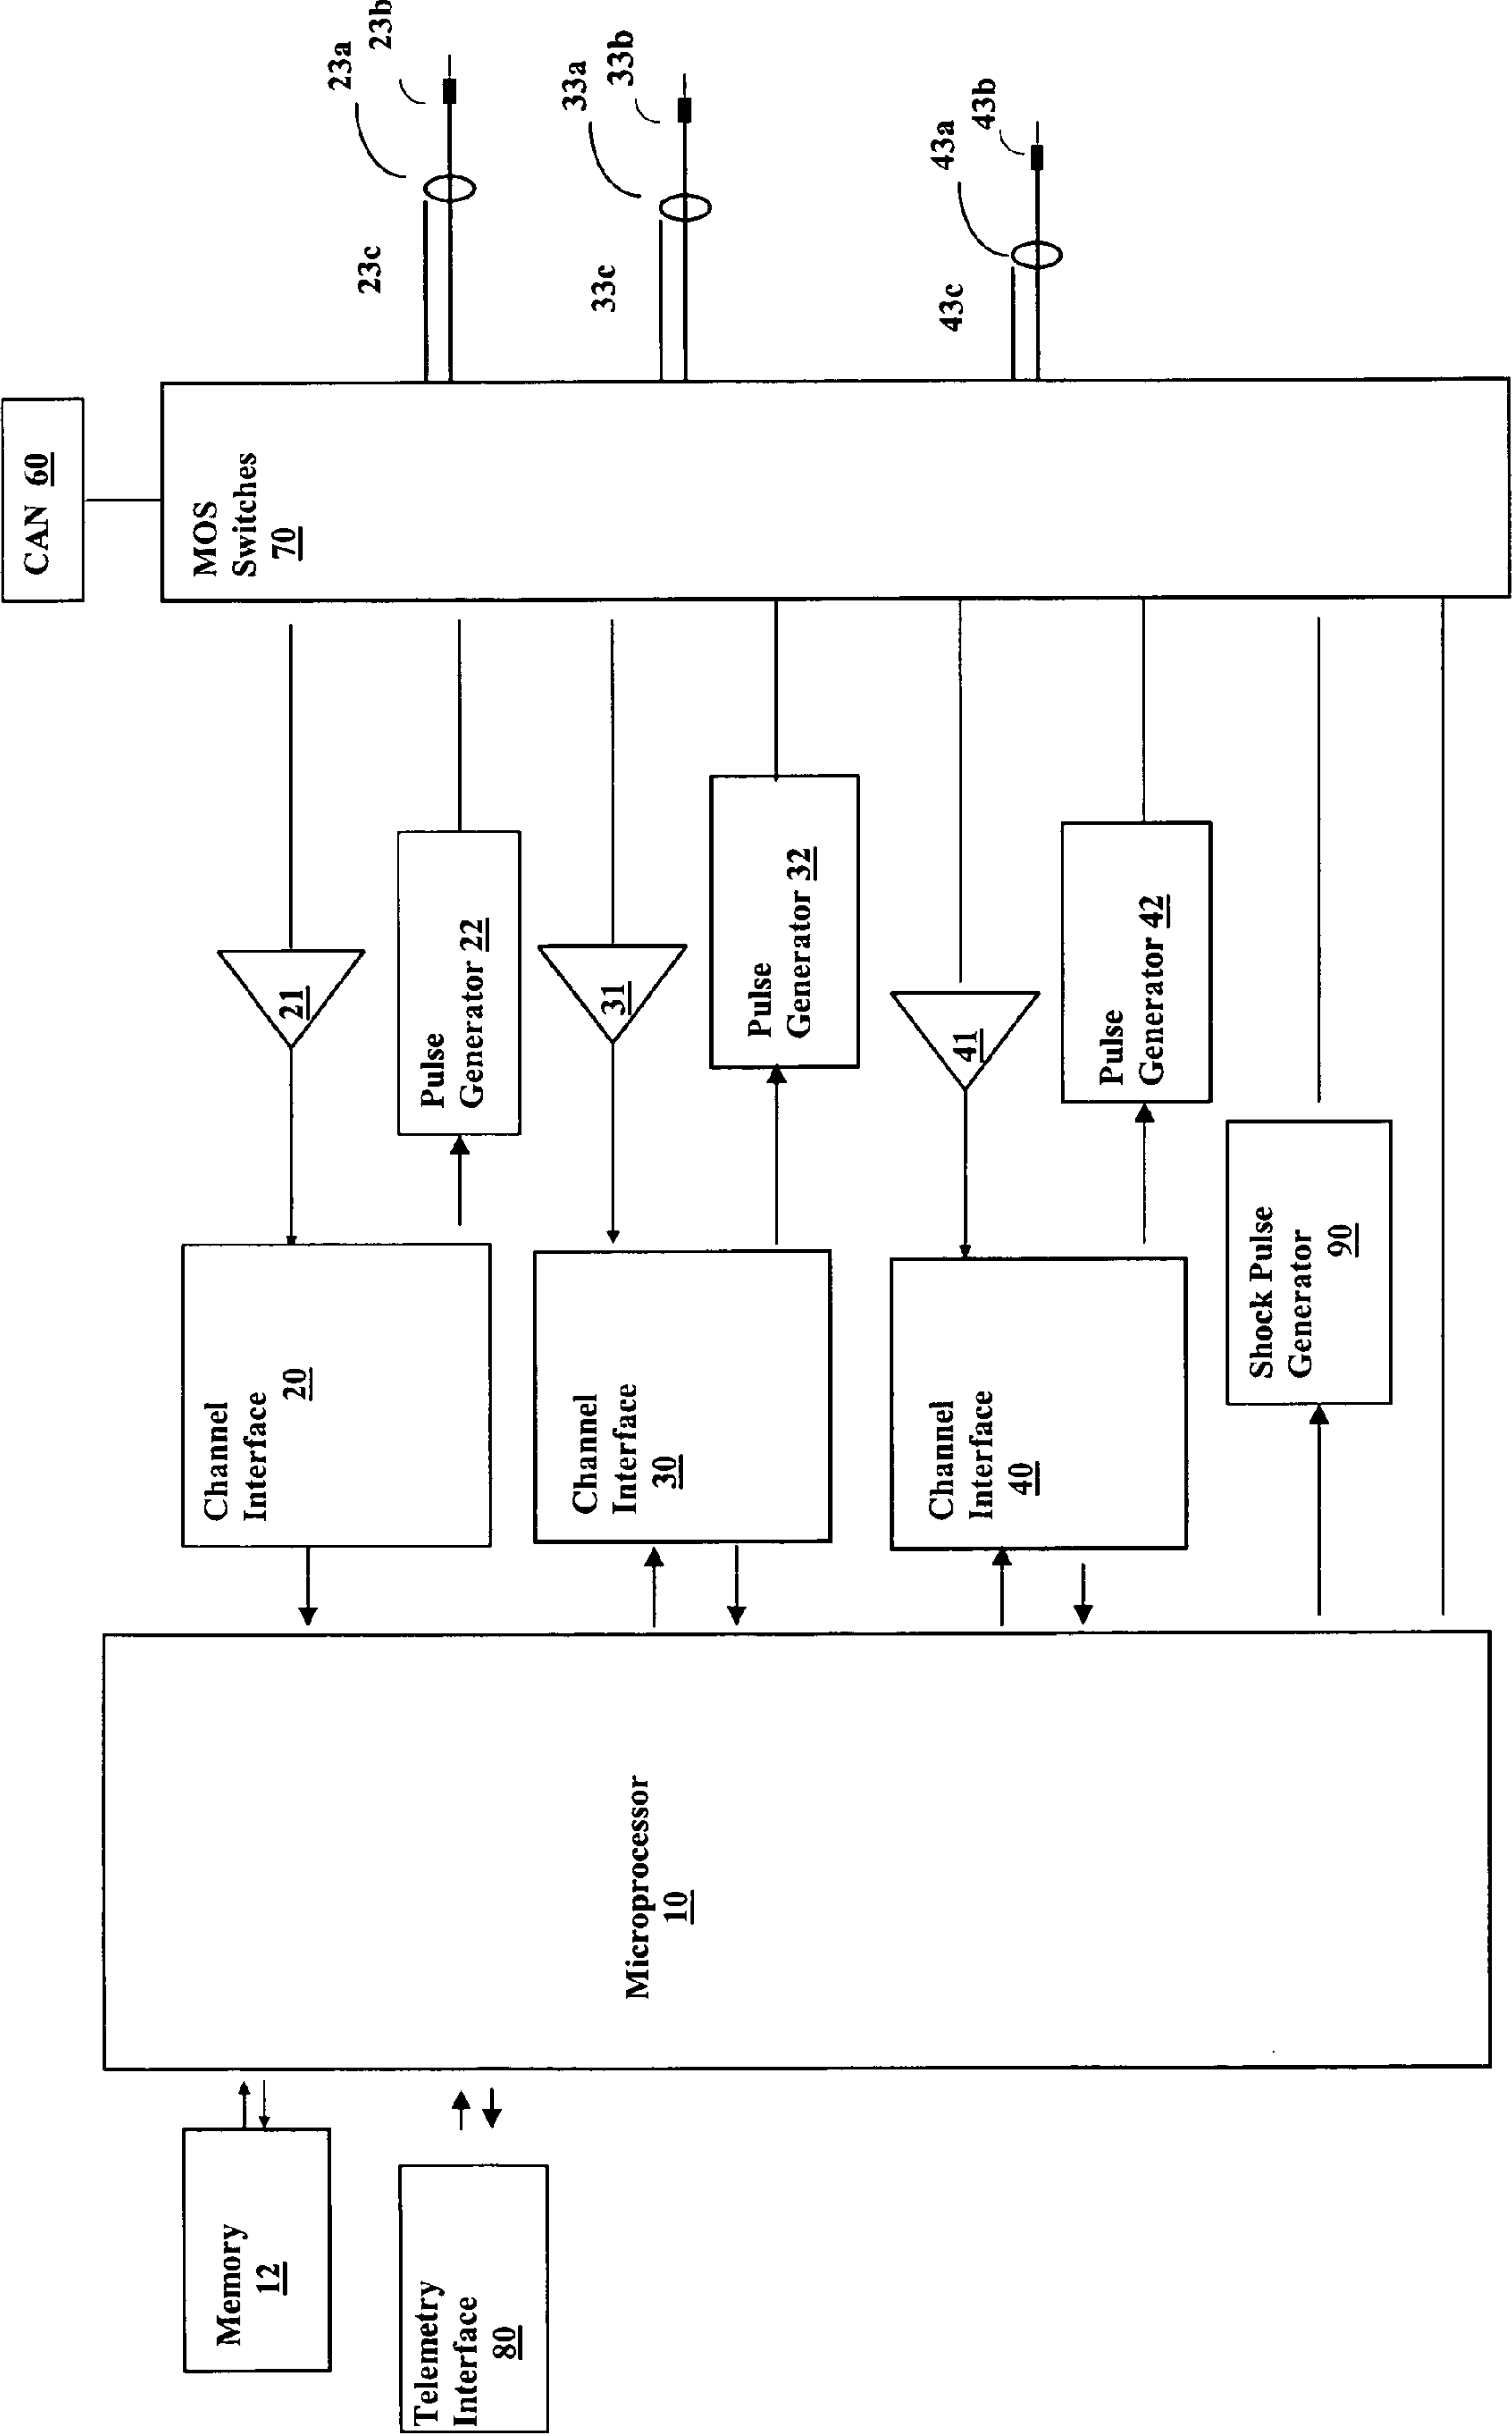 CAN 60
MOS
Switches
70
23a
23b
23c
33a
33b
33c
43a
43b
43c
21
Pulse
Generator 22
31
Pulse
Generator 32
41
Pulse
Generator 42
Channel
Interface
20
Channel
Interface
30
Channel
Interface
40
Shock Pulse
Generator
90
Microprocessor
10
Memory
12
Telemetry
Interface
80